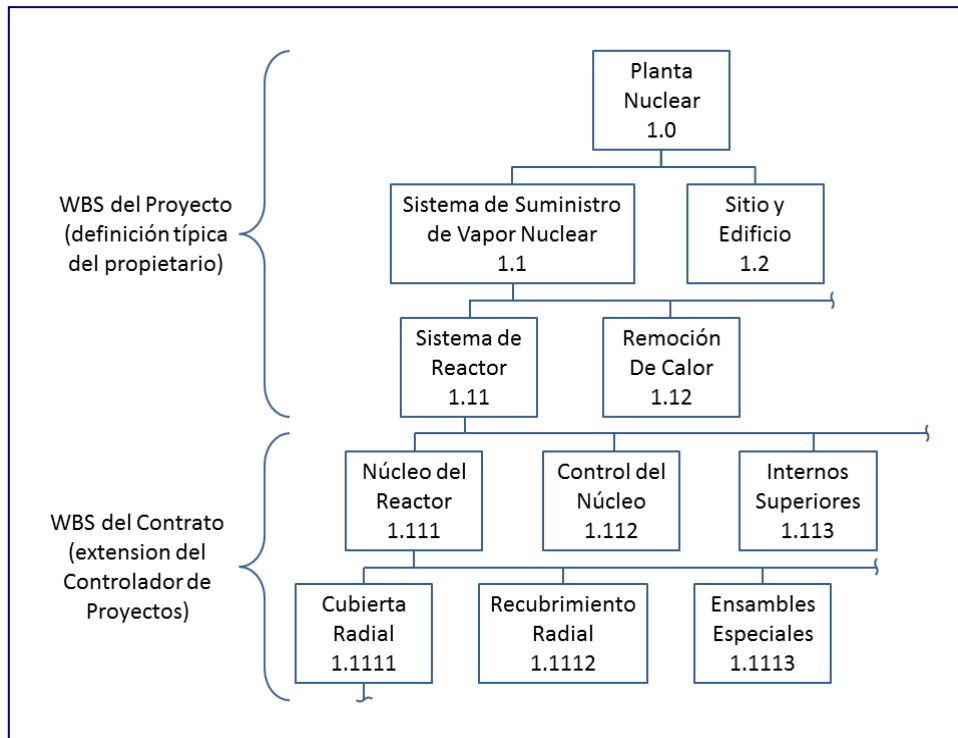 Planta
Nuclear
1.0
WBS del Proyecto
(definición típica
del propietario)
Sistema de Suministro
de Vapor Nuclear
1.1
Sitio y
Edificio
1.2
Sistema de
Reactor
1.11
Remoción
De Calor
1.12
WBS del Contrato
(extension del
Controlador de
Proyectos)
Núcleo del
Reactor
1.111
Control del
Núcleo
1.112
Internos
Superiores
1.113
Cubierta
Radial
1.1111
Recubrimiento
Radial
1.1112
Ensambles
Especiales
1.1113